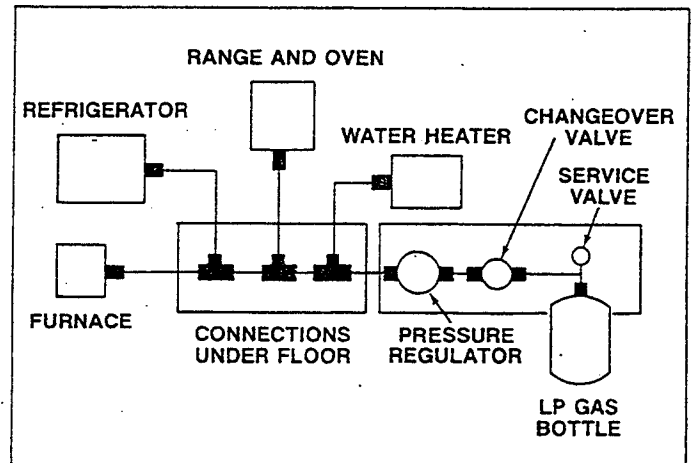 RANGE AND OVEN
REFRIGERATOR
CHANGEOVER
VALVE
WATER HEATER
SERVICE
VALVE
FURNACE
CONNECTIONS
UNDER FLOOR
PRESSURE
REGULATOR
LP GAS
BOTTLE